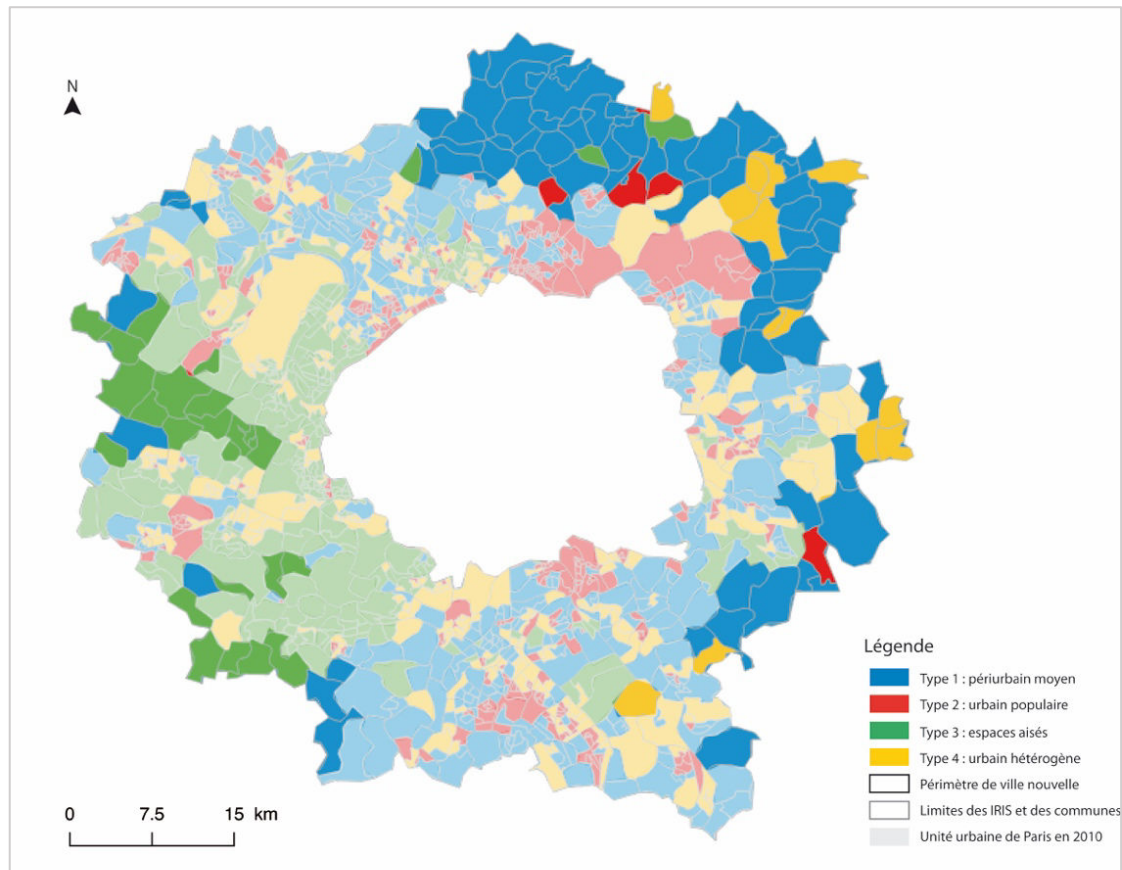 N
Légende
Type 1 : périurbain moyen
Type 2 : urbain populaire
Type 3 : espaces aisés
Type 4 : urbain hétérogène
Périmètre de ville nouvelle
Limites des IRIS et des communes
Unité urbaine de Paris en 2010
0 7.5 15 km